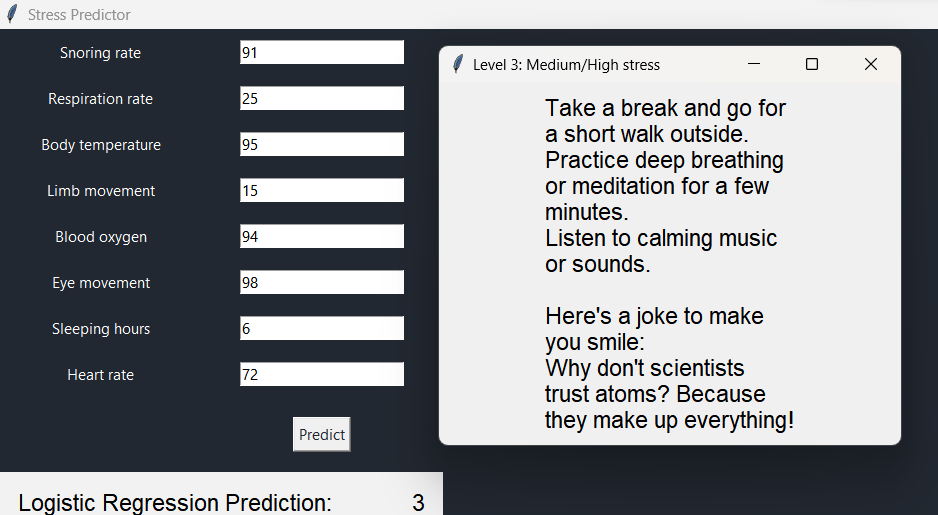 Stress Predictor
Snoring rate 91
Respiration rate 25
Body temperature 95
Limb movement 15
Blood oxygen 94
Eye movement 98
Sleeping hours 6
Heart rate 72
Predict
Logistic Regression Prediction: 3
Level 3: Medium/High stress
Take a break and go for
a short walk outside.
Practice deep breathing
or meditation for a few
minutes.
Listen to calming music
or sounds.
Here's a joke to make
you smile:
Why don't scientists
trust atoms? Because
they make up everything!